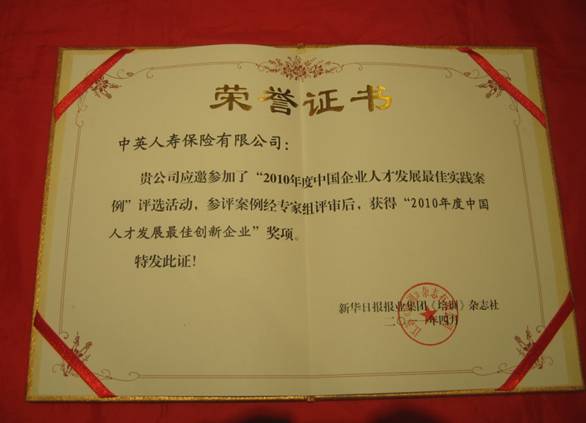 荣誉证书
中英人寿保险有限公司：
贵公司应邀参加了“2010年度中国企业人才发展最佳实践案
例”评选活动，参评案例经专家组评审后，获得“2010年度中国
人才发展最佳创新企业”奖项。
特发此证！
新华日报报业集团《培训》杂志社
年四月